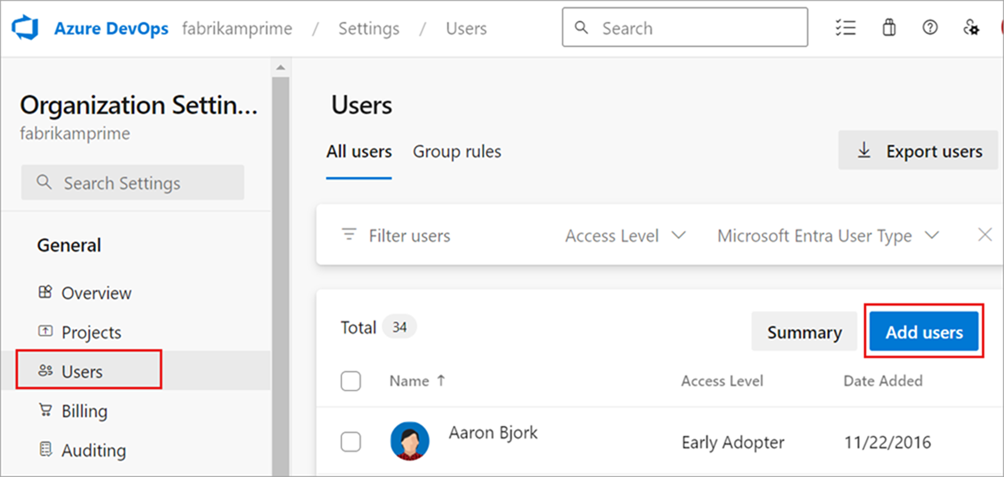 Azure DevOps fabrikamprime / Settings / Users Search
Organization Settin...
fabrikamprime
Search Settings
General
Overview
Projects
Users
Billing
Auditing
Users
All users Group rules
Export users
Filter users Access Level Microsoft Entra User Type
Total 34
Summary Add users
Name ↑ Access Level Date Added
Aaron Bjork Early Adopter 11/22/2016